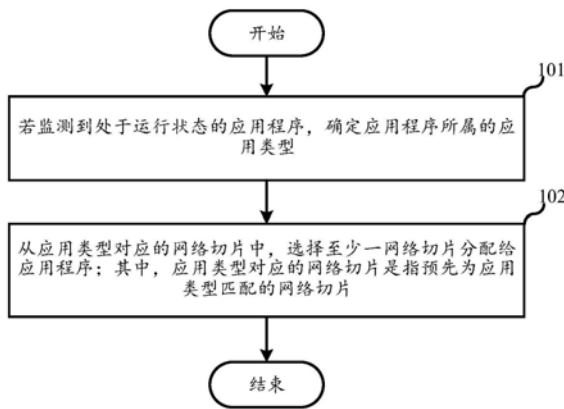 开始
101
若监测到处于运行状态的应用程序，确定应用程序所属的应
用类型
102
从应用类型对应的网络切片中，选择至少一网络切片分配给
应用程序；其中，应用类型对应的网络切片是指预先为应用
类型匹配的网络切片
结束